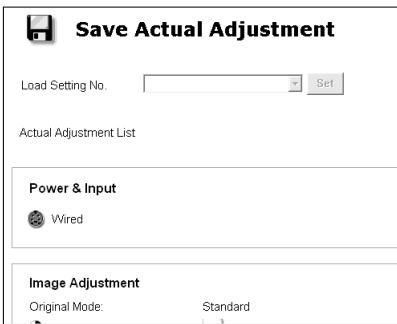 Save Actual Adjustment
Load Setting No. Set
Actual Adjustment List
Power & Input
Wired
Image Adjustment
Original Mode: Standard